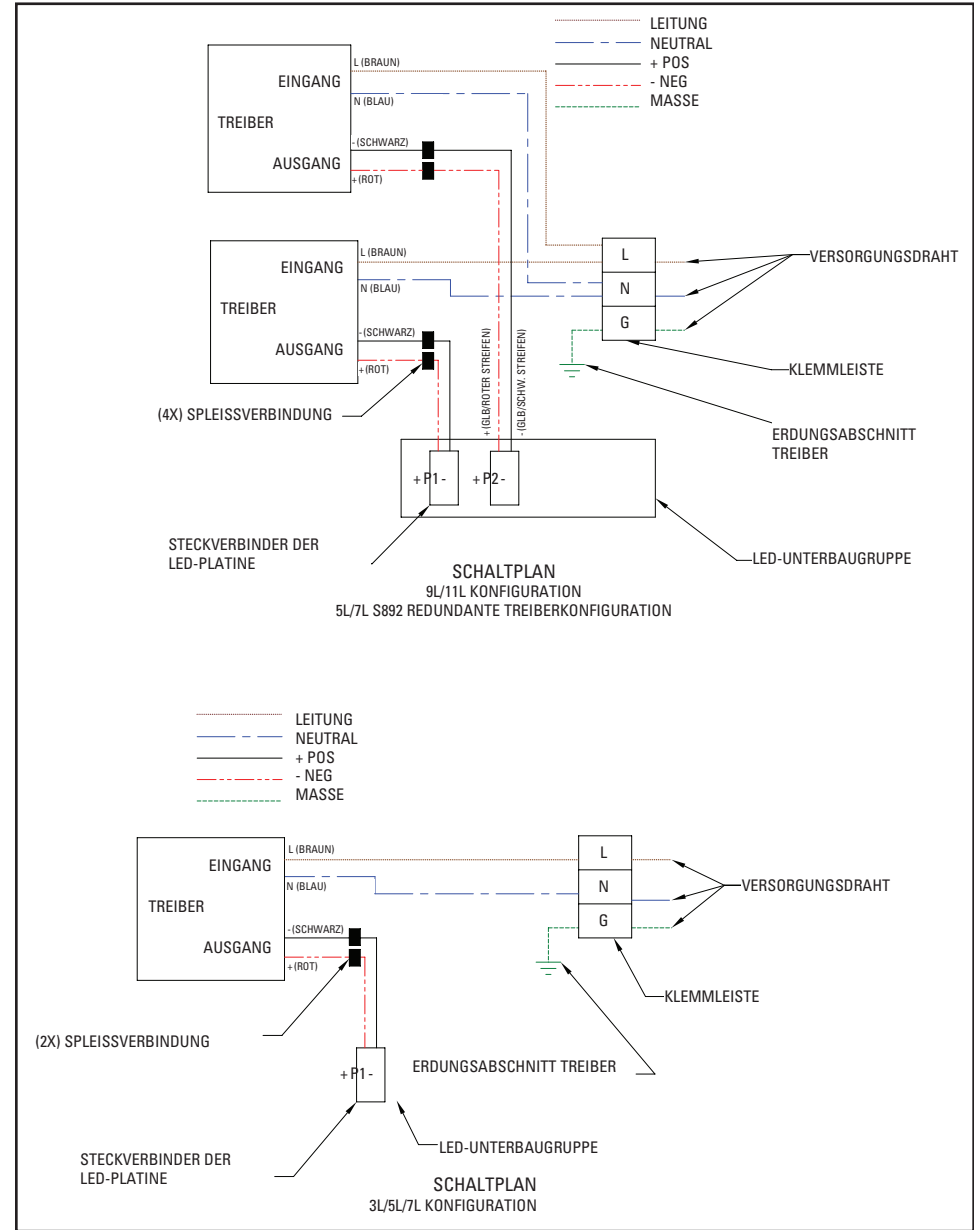 LEITUNG
NEUTRAL
+ POS
- NEG
MASSE
L (BRAUN)
EINGANG
N (BLAU)
TREIBER
- (SCHWARZ)
AUSGANG
+ (ROT)
L (BRAUN)
EINGANG
N (BLAU)
TREIBER
- (SCHWARZ)
AUSGANG
+ (ROT)
L
N
G
VERSORGUNGSDRAHT
KLEMMLEISTE
(4X) SPLEISSVERBINDUNG
+ (GLB/ROTER STREIFEN)
- (GLB/SCHW. STREIFEN)
ERDUNGSABSCHNITT
TREIBER
+ P1 -
+ P2 -
STECKVERBINDER DER
LED-PLATINE
LED-UNTERBAUGRUPPE
SCHALTPLAN
9L/11L KONFIGURATION
5L/7L S892 REDUNDANTE TREIBERKONFIGURATION
LEITUNG
NEUTRAL
+ POS
- NEG
MASSE
L (BRAUN)
EINGANG
N (BLAU)
TREIBER
- (SCHWARZ)
AUSGANG
+ (ROT)
L
N
G
VERSORGUNGSDRAHT
KLEMMLEISTE
(2X) SPLEISSVERBINDUNG
ERDUNGSABSCHNITT TREIBER
+ P1 -
LED-UNTERBAUGRUPPE
STECKVERBINDER DER
LED-PLATINE
SCHALTPLAN
3L/5L/7L KONFIGURATION